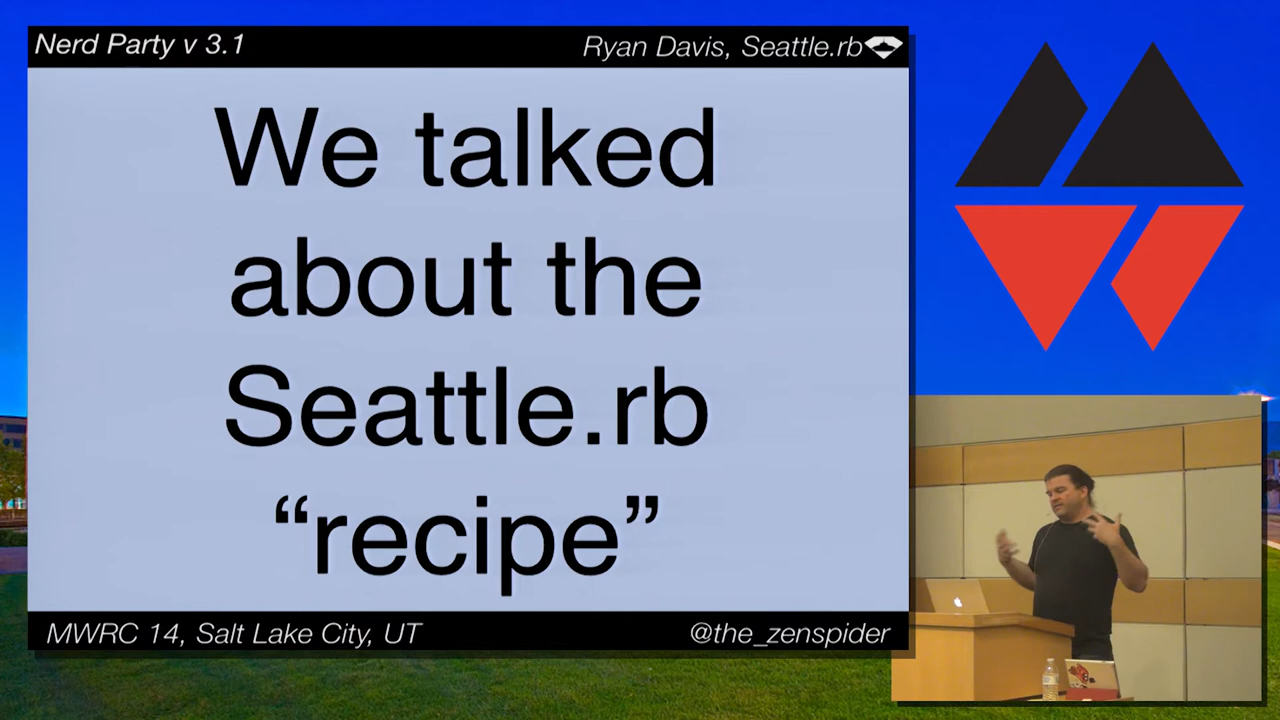 Nerd Party v 3.1
Ryan Davis, Seattle.rb
We talked
about the
Seattle.rb
“recipe”
MWRC 14, Salt Lake City, UT
@the_zenspider